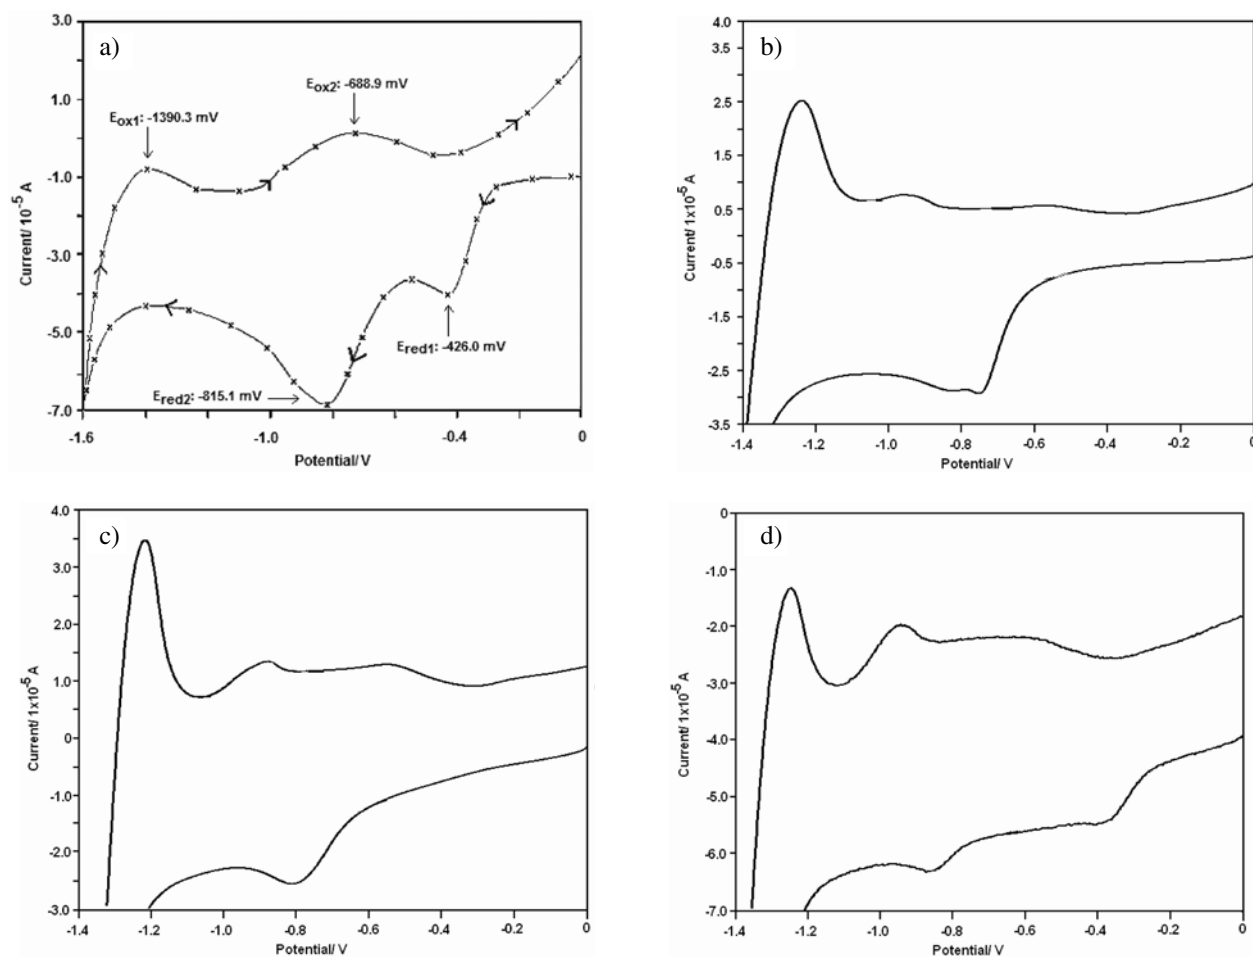 a)
3.0
1.0
-1.0
-3.0
-5.0
-7.0
Current/ 10⁻⁵ A
Eox1: -1390.3 mV
Eox2: -688.9 mV
Ered1: -426.0 mV
Ered2: -815.1 mV
-1.6 -1.0 -0.4 0
Potential/ V
b)
4.0
2.5
0.5
-0.5
-1.5
-2.5
-3.5
Current/ 1x10⁻⁵ A
-1.4 -1.2 -1.0 -0.8 -0.6 -0.4 -0.2 0
Potential/ V
c)
4.0
3.0
2.0
1.0
0
-1.0
-2.0
-3.0
Current/ 1x10⁻⁵ A
-1.4 -1.2 -1.0 -0.8 -0.6 -0.4 -0.2 0
Potential/ V
d)
0
-1.0
-2.0
-3.0
-4.0
-5.0
-6.0
-7.0
Current/ 1x10⁻⁵ A
-1.4 -1.2 -1.0 -0.8 -0.6 -0.4 -0.2 0
Potential/ V